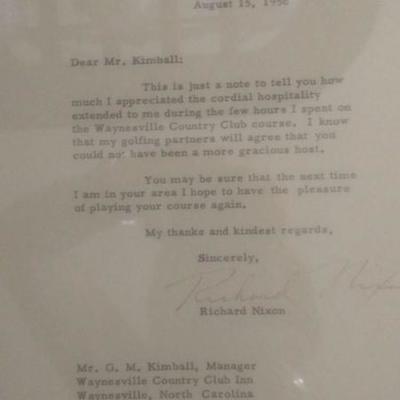 August 15, 1956
Dear Mr. Kimball:
This is just a note to tell you how
much I appreciated the cordial hospitality
extended to me during the few hours I spent on
the Waynesville Country Club course. I know
that my golfing partners will agree that you
could not have been a more gracious host.
You may be sure that the next time
I am in your area I hope to have the pleasure
of playing your course again.
My thanks and kindest regards,
Sincerely,
Richard Nixon
Richard Nixon
Mr. G. M. Kimball, Manager
Waynesville Country Club Inn
Waynesville, North Carolina